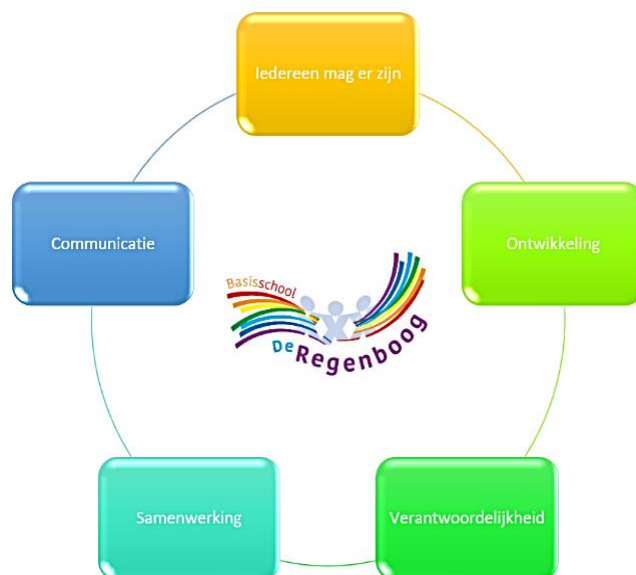 Iedereen mag er zijn
Communicatie
Ontwikkeling
Basisschool
De Regenboog
Samenwerking
Verantwoordelijkheid